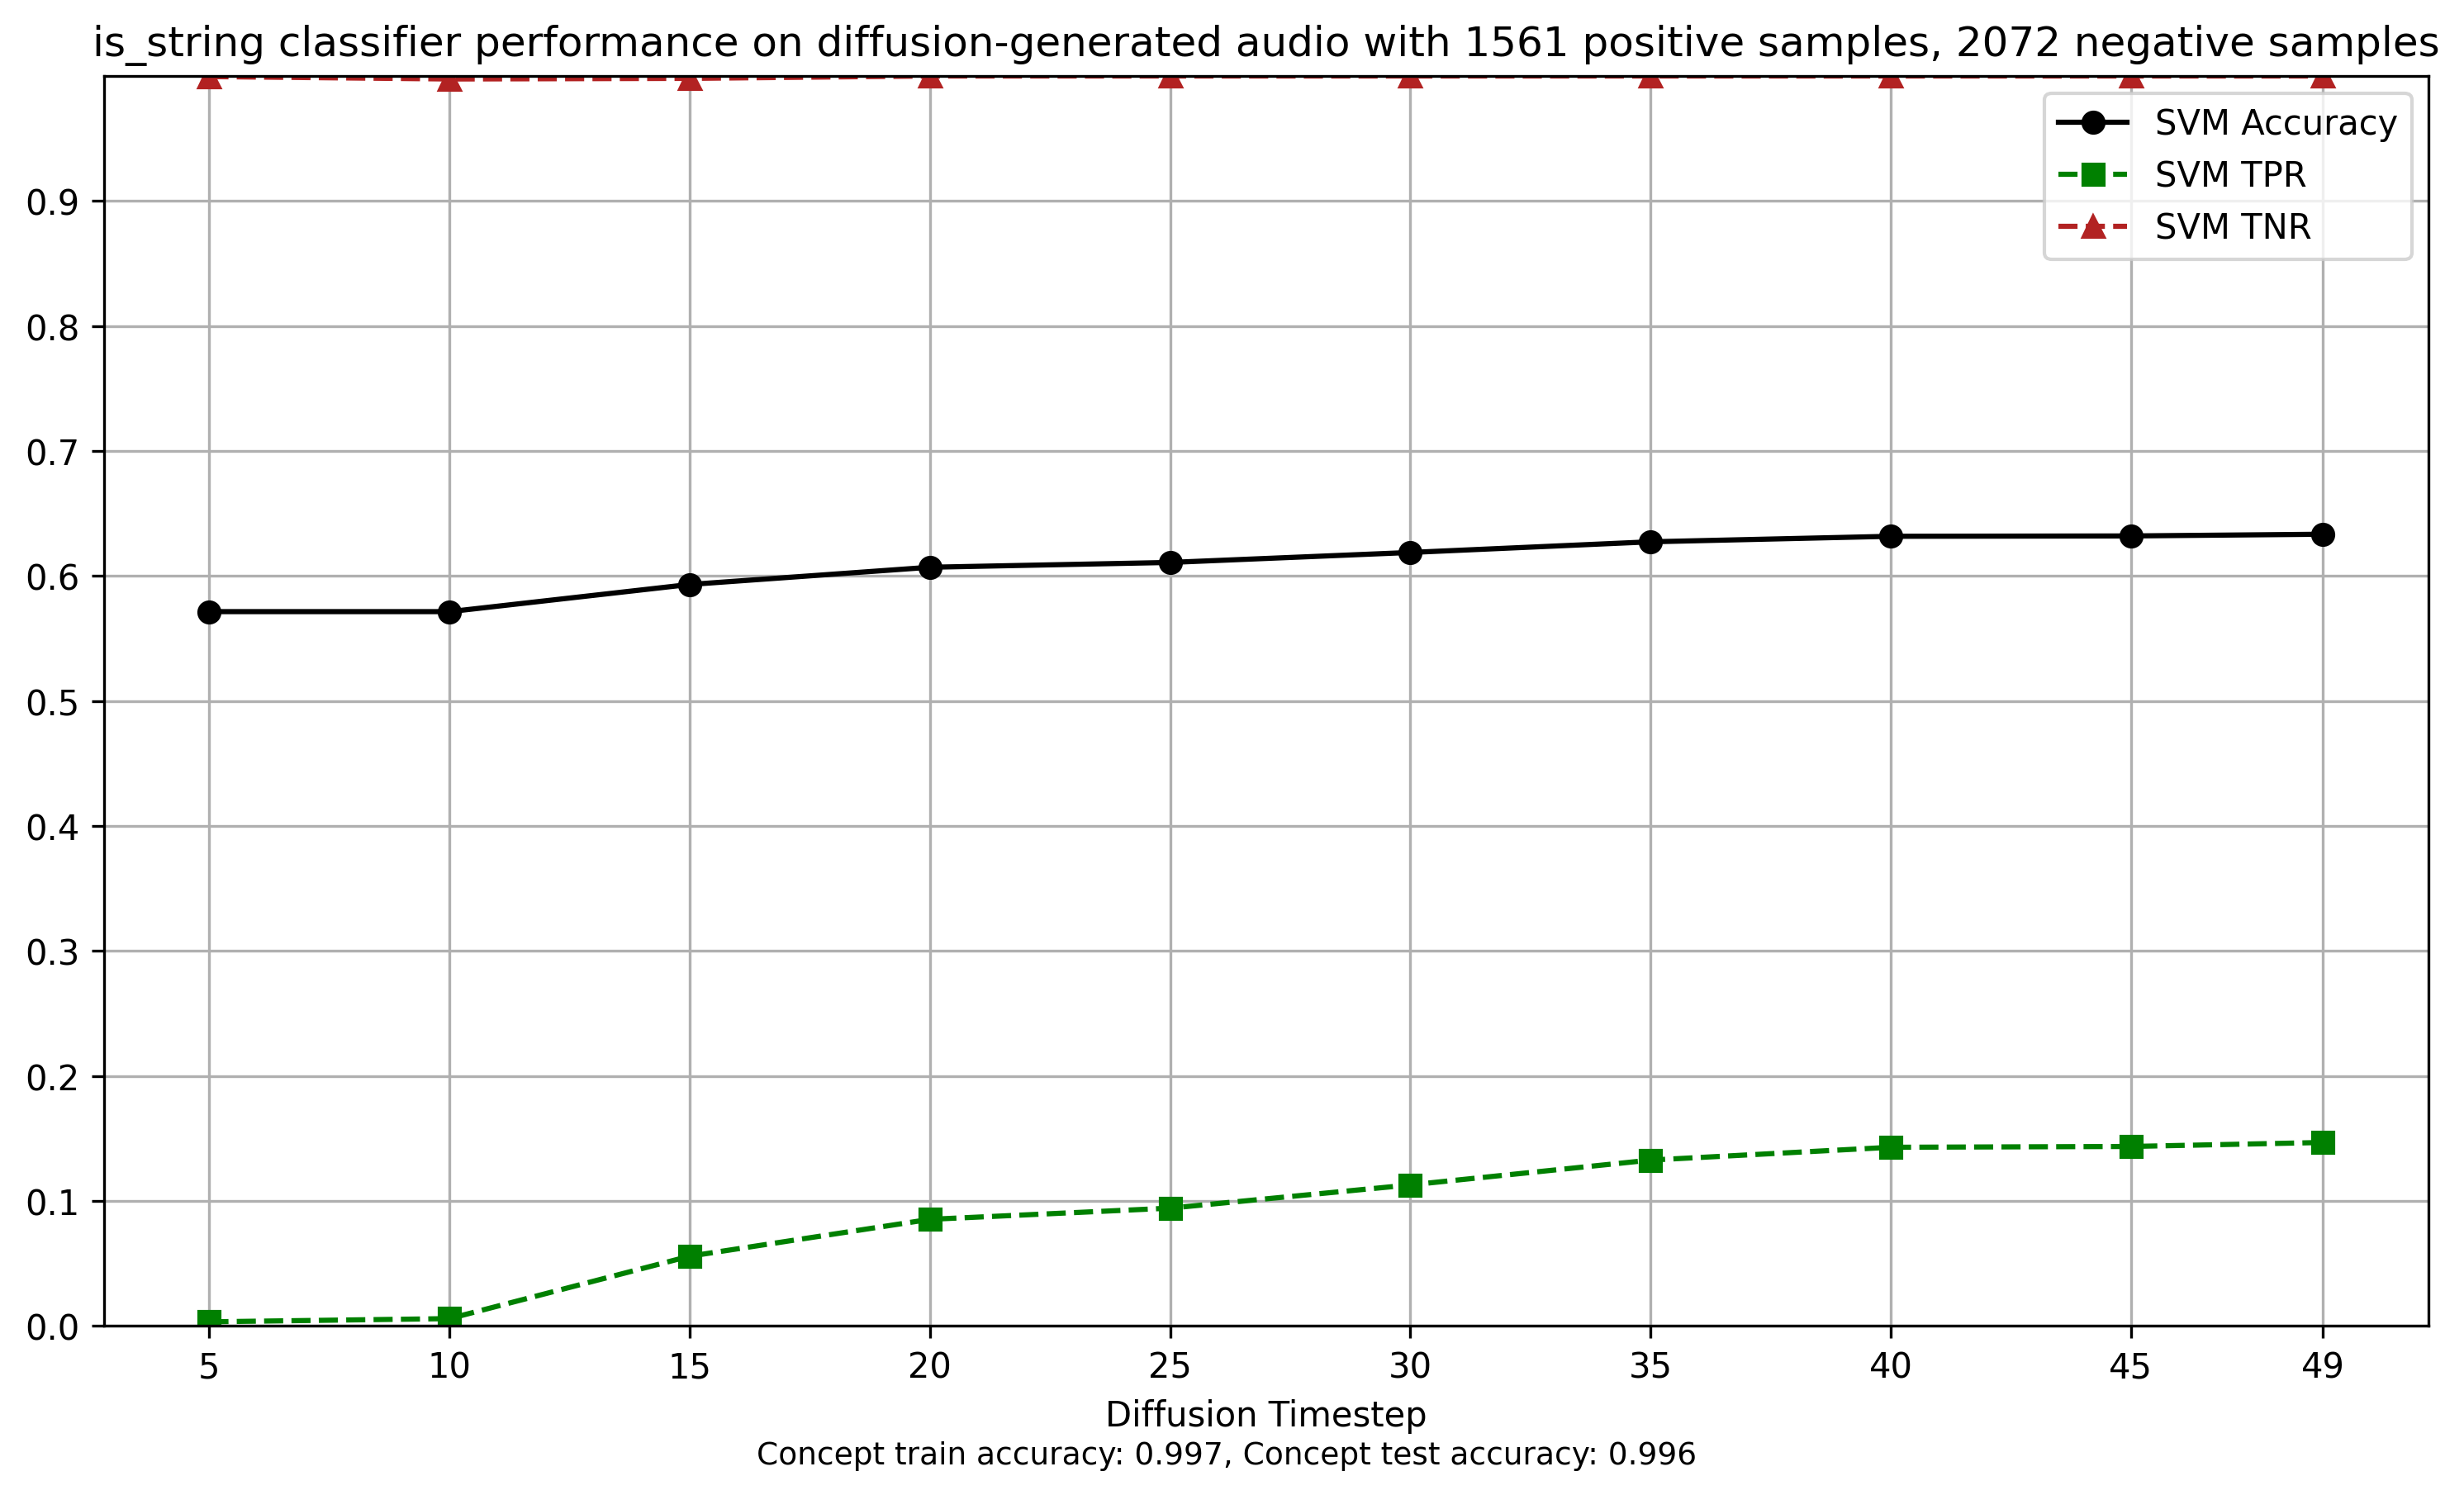 is_string classifier performance on diffusion-generated audio with 1561 positive samples, 2072 negative samples
SVM Accuracy
SVM TPR
SVM TNR
0.9
0.8
0.7
0.6
0.5
0.4
0.3
0.2
0.1
0.0
5 10 15 20 25 30 35 40 45 49
Diffusion Timestep
Concept train accuracy: 0.997, Concept test accuracy: 0.996